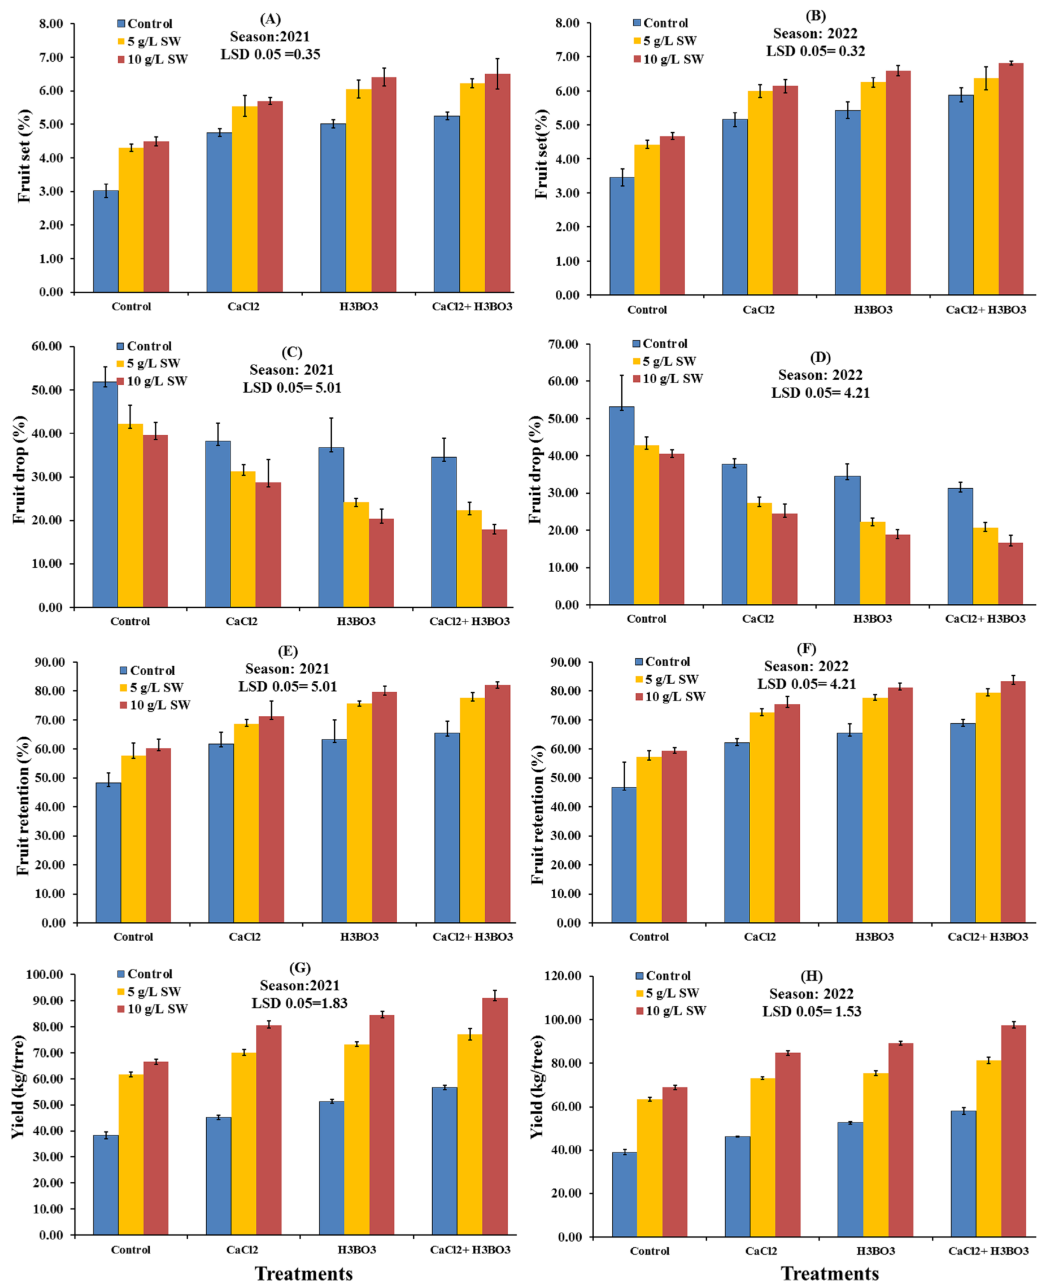 (A)
Season:2021
LSD 0.05 =0.35
Control
5 g/L SW
10 g/L SW
Fruit set (%)
8.00
7.00
6.00
5.00
4.00
3.00
2.00
1.00
0.00
Control CaCl2 H3BO3 CaCl2+ H3BO3
(B)
Season: 2022
LSD 0.05= 0.32
Control
5 g/L SW
10 g/L SW
Fruit set(%)
8.00
7.00
6.00
5.00
4.00
3.00
2.00
1.00
0.00
Control CaCl2 H3BO3 CaCl2+ H3BO3
(C)
Season: 2021
LSD 0.05= 5.01
Control
5 g/L SW
10 g/L SW
Fruit drop (%)
60.00
50.00
40.00
30.00
20.00
10.00
0.00
Control CaCl2 H3BO3 CaCl2+ H3BO3
(D)
Season: 2022
LSD 0.05= 4.21
Control
5 g/L SW
10 g/L SW
Fruit drop (%)
70.00
60.00
50.00
40.00
30.00
20.00
10.00
0.00
Control CaCl2 H3BO3 CaCl2+ H3BO3
(E)
Season: 2021
LSD 0.05= 5.01
Control
5 g/L SW
10 g/L SW
Fruit retention (%)
90.00
80.00
70.00
60.00
50.00
40.00
30.00
20.00
10.00
0.00
Control CaCl2 H3BO3 CaCl2+ H3BO3
(F)
Season: 2022
LSD 0.05= 4.21
Control
5 g/L SW
10 g/L SW
Fruit retention (%)
90.00
80.00
70.00
60.00
50.00
40.00
30.00
20.00
10.00
0.00
Control CaCl2 H3BO3 CaCl2+ H3BO3
(G)
Season:2021
LSD 0.05=1.83
Control
5 g/L SW
10 g/L SW
Yield (kg/trre)
100.00
90.00
80.00
70.00
60.00
50.00
40.00
30.00
20.00
10.00
0.00
Control CaCl2 H3BO3 CaCl2+ H3BO3
Treatments
(H)
Season: 2022
LSD 0.05= 1.53
Control
5 g/L SW
10 g/L SW
Yield (kg/tree)
120.00
100.00
80.00
60.00
40.00
20.00
0.00
Control CaCl2 H3BO3 CaCl2+ H3BO3
Treatments